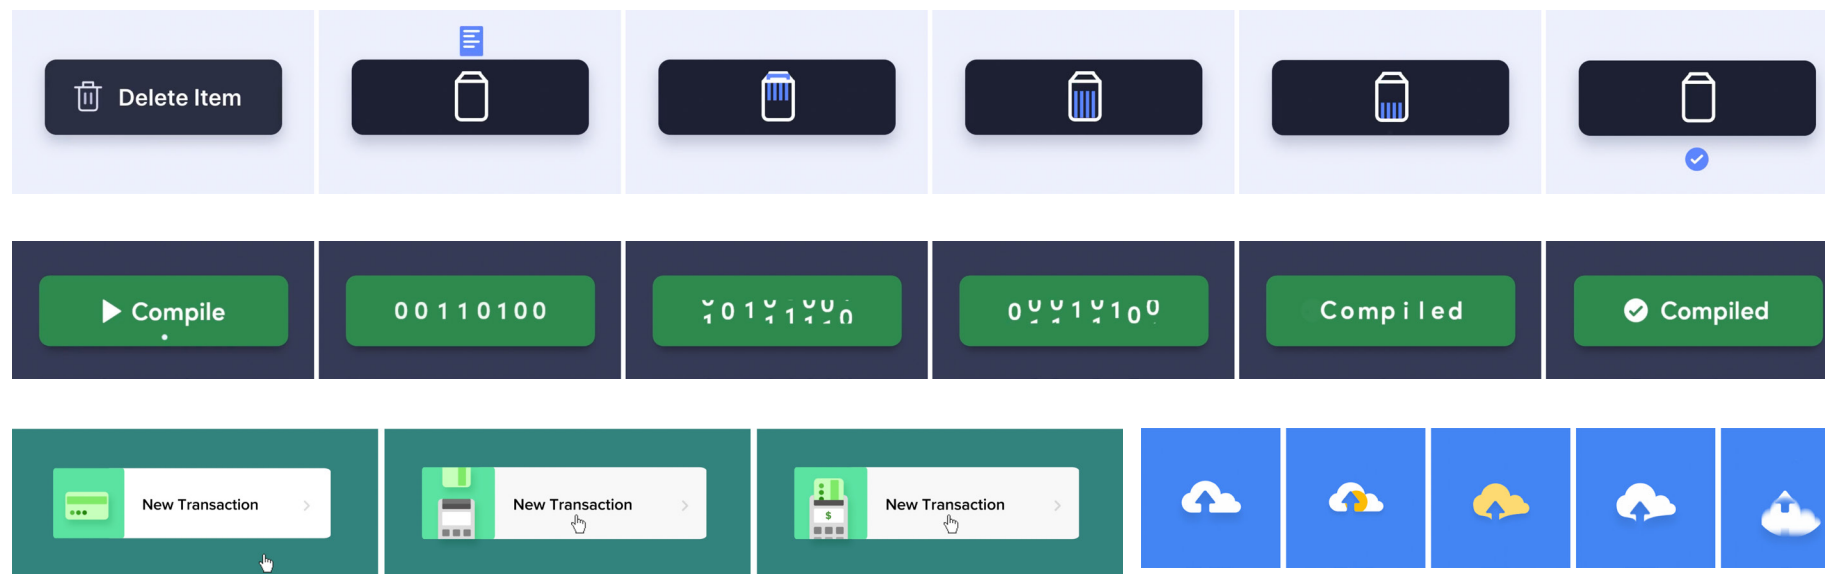 Delete Item
Compile
00110100
Compiled
Compiled
New Transaction
New Transaction
$
New Transaction